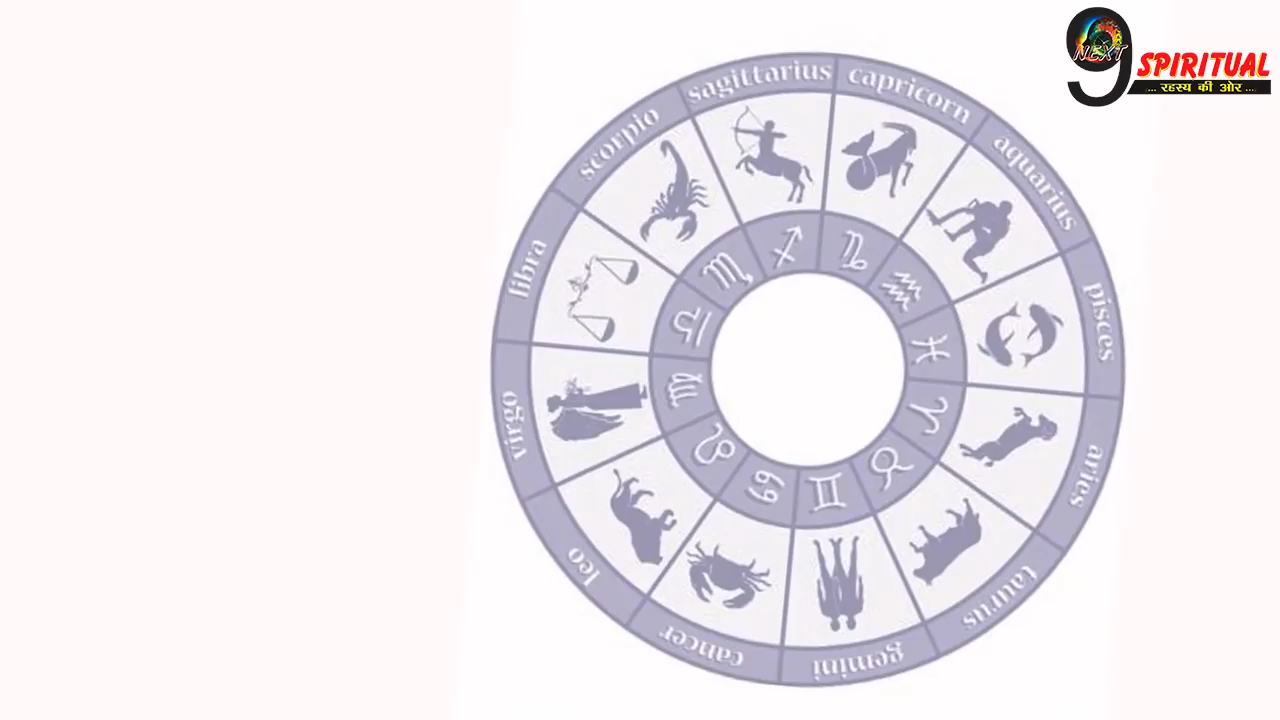 9
NEXT
SPIRITUAL
... रहस्य की ओर ...
sagittarius
capricorn
aquarius
pisces
aries
taurus
gemini
cancer
leo
virgo
libra
scorpio
♐
♑
♒
♓
♈
♉
♊
♋
♌
♍
♎
♏